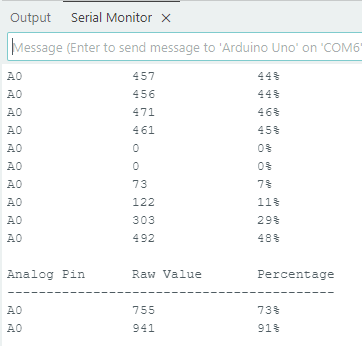 Output Serial Monitor ×
Message (Enter to send message to 'Arduino Uno' on 'COM6'
A0 457 44%
A0 456 44%
A0 471 46%
A0 461 45%
A0 0 0%
A0 0 0%
A0 73 7%
A0 122 11%
A0 303 29%
A0 492 48%
Analog Pin Raw Value Percentage
------------------------------------------
A0 755 73%
A0 941 91%